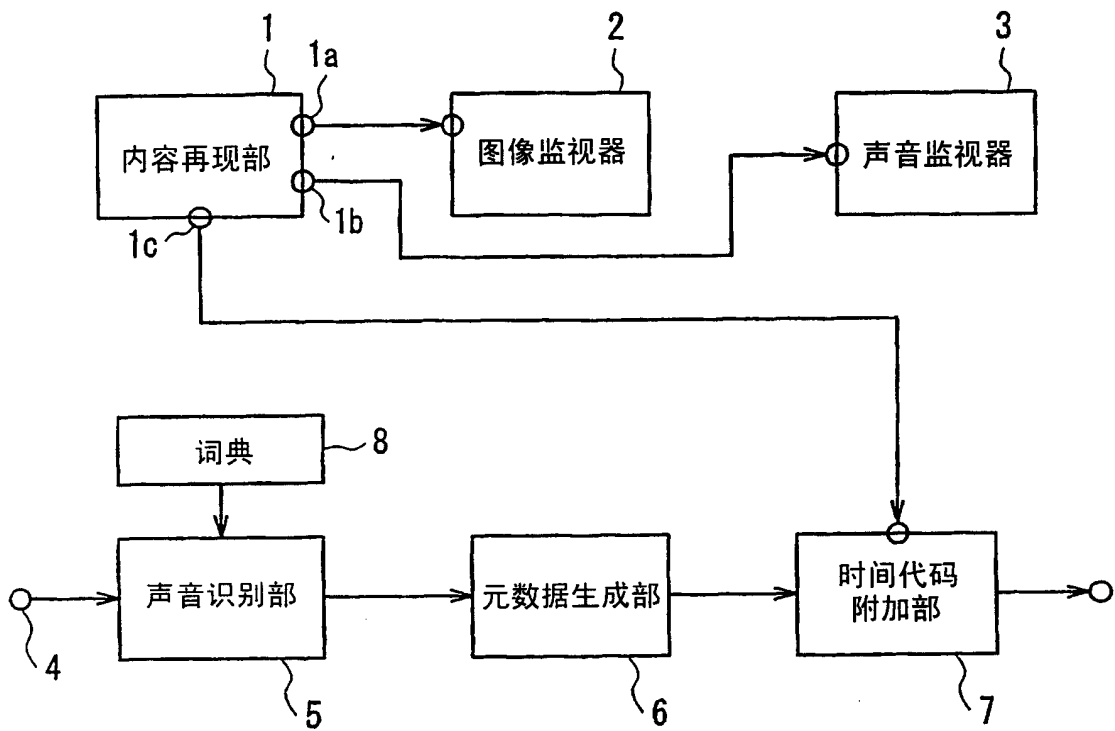 1
2
3
1a
内容再现部
图像监视器
声音监视器
1b
1c
词典
8
声音识别部
元数据生成部
时间代码
附加部
4
5
6
7